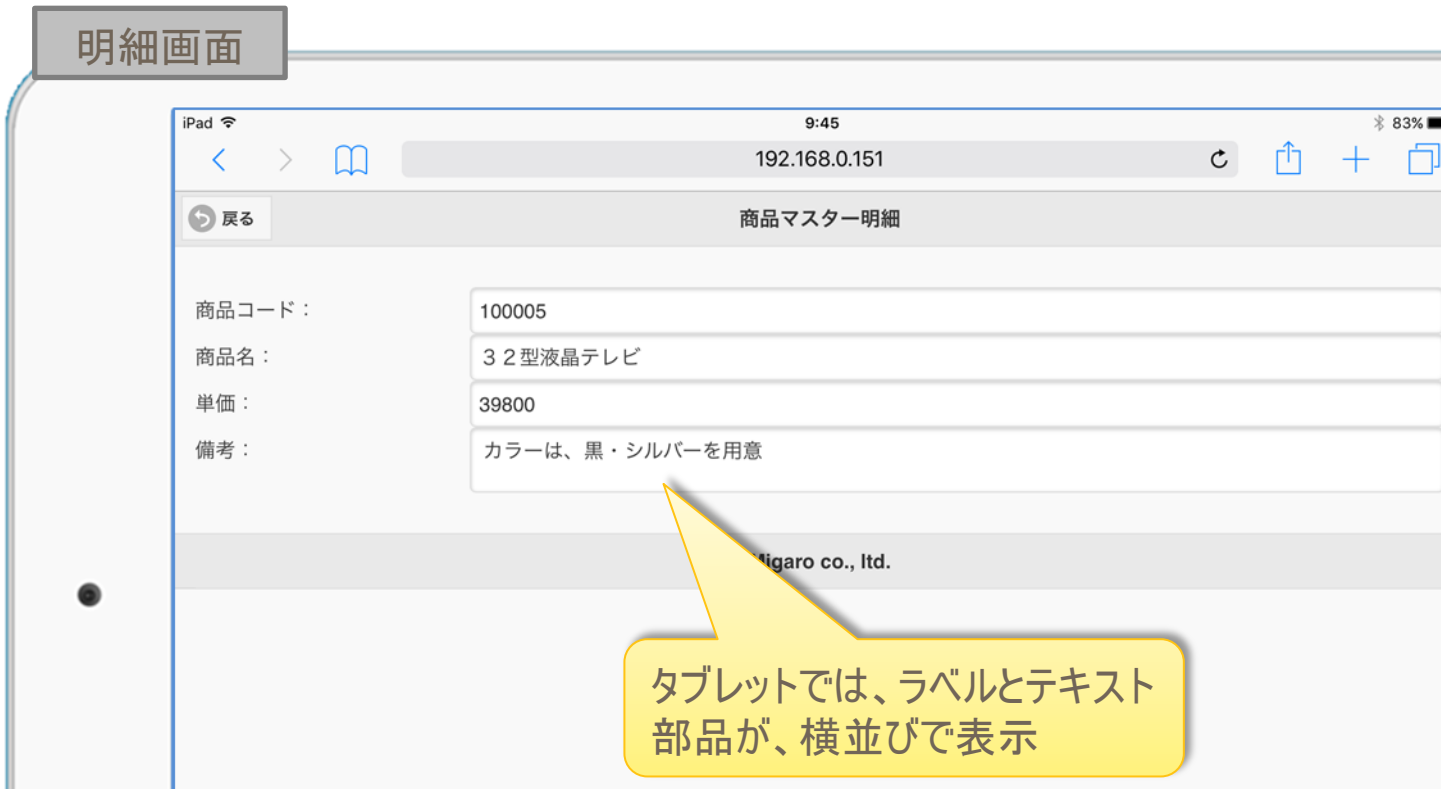 明細画面
iPad
9:45
83%
192.168.0.151
戻る
商品マスター明細
商品コード：
100005
商品名：
３２型液晶テレビ
単価：
39800
備考：
カラーは、黒・シルバーを用意
Migaro co., ltd.
タブレットでは、ラベルとテキスト
部品が、横並びで表示